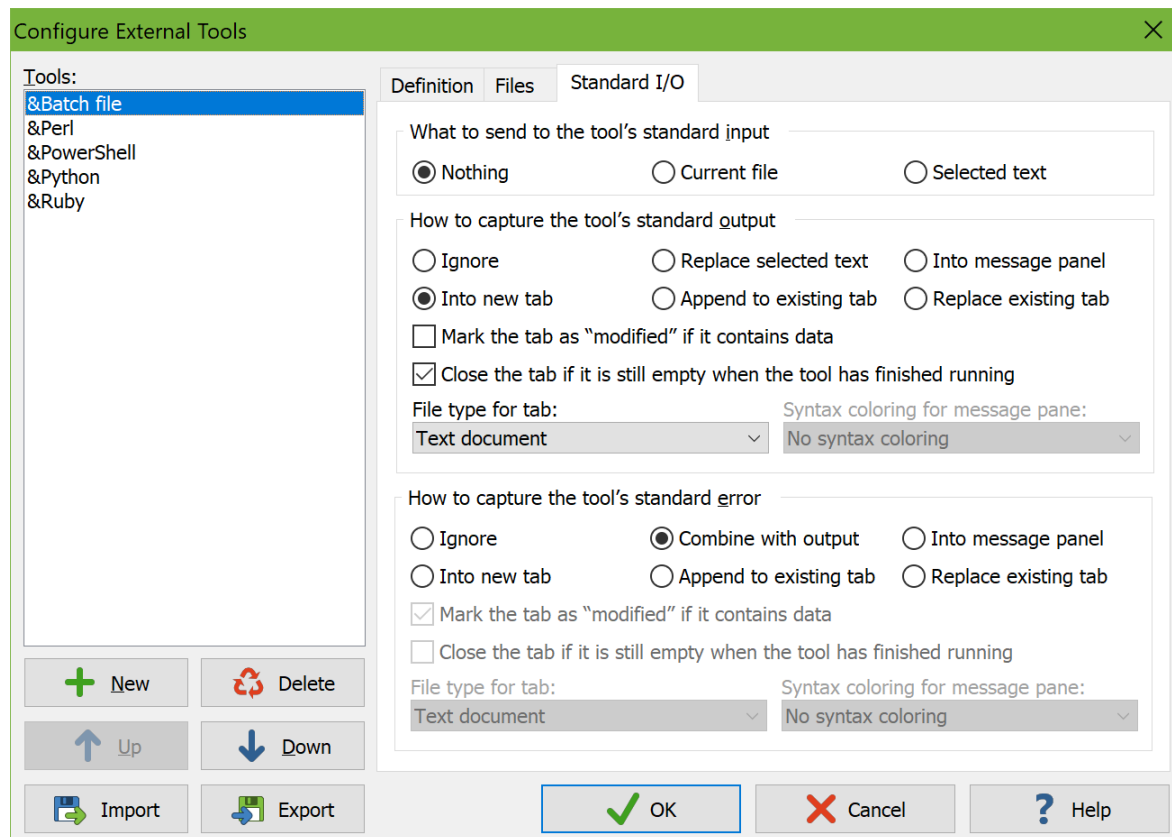 Configure External Tools
Tools:
&Batch file
&Perl
&PowerShell
&Python
&Ruby
New Delete
Up Down
Import Export
Definition Files Standard I/O
What to send to the tool’s standard input
Nothing Current file Selected text
How to capture the tool’s standard output
Ignore Replace selected text Into message panel
Into new tab Append to existing tab Replace existing tab
Mark the tab as “modified” if it contains data
Close the tab if it is still empty when the tool has finished running
File type for tab: Syntax coloring for message pane:
Text document No syntax coloring
How to capture the tool’s standard error
Ignore Combine with output Into message panel
Into new tab Append to existing tab Replace existing tab
Mark the tab as “modified” if it contains data
Close the tab if it is still empty when the tool has finished running
File type for tab: Syntax coloring for message pane:
Text document No syntax coloring
OK Cancel Help